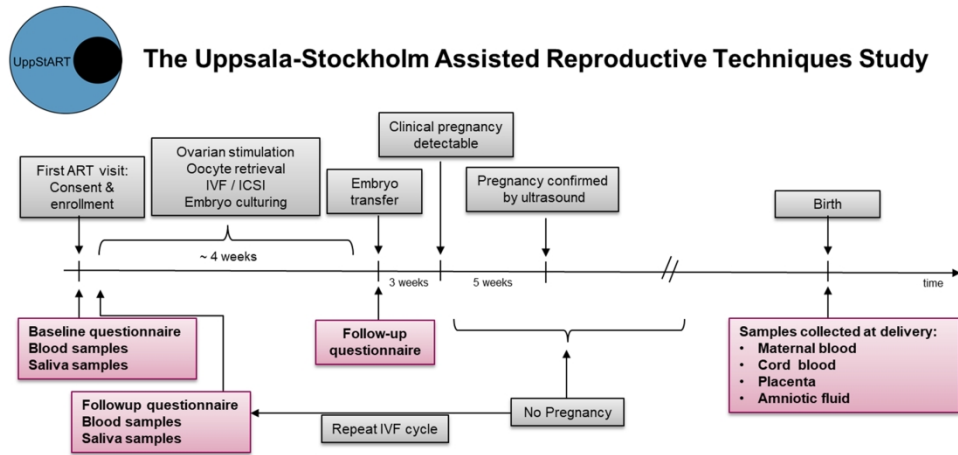 UppStART
The Uppsala-Stockholm Assisted Reproductive Techniques Study
Clinical pregnancy
detectable
First ART visit:
Consent &
enrollment
Ovarian stimulation
Oocyte retrieval
IVF / ICSI
Embryo culturing
Embryo
transfer
Pregnancy confirmed
by ultrasound
Birth
~ 4 weeks
3 weeks
5 weeks
time
Baseline questionnaire
Blood samples
Saliva samples
Follow-up
questionnaire
Samples collected at delivery:
• Maternal blood
• Cord blood
• Placenta
• Amniotic fluid
Followup questionnaire
Blood samples
Saliva samples
Repeat IVF cycle
No Pregnancy